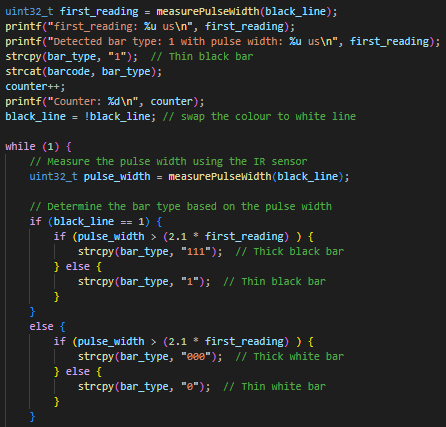 uint32_t first_reading = measurePulseWidth(black_line);
printf("first_reading: %u us\n", first_reading);
printf("Detected bar type: 1 with pulse width: %u us\n", first_reading);
strcpy(bar_type, "1");  // Thin black bar
strcat(barcode, bar_type);
counter++;
printf("Counter: %d\n", counter);
black_line = !black_line; // swap the colour to white line
while (1) {
// Measure the pulse width using the IR sensor
uint32_t pulse_width = measurePulseWidth(black_line);
// Determine the bar type based on the pulse width
if (black_line == 1) {
if (pulse_width > (2.1 * first_reading) ) {
strcpy(bar_type, "111");  // Thick black bar
} else {
strcpy(bar_type, "1");  // Thin black bar
}
}
else {
if (pulse_width > (2.1 * first_reading) ) {
strcpy(bar_type, "000");  // Thick white bar
} else {
strcpy(bar_type, "0");  // Thin white bar
}
}